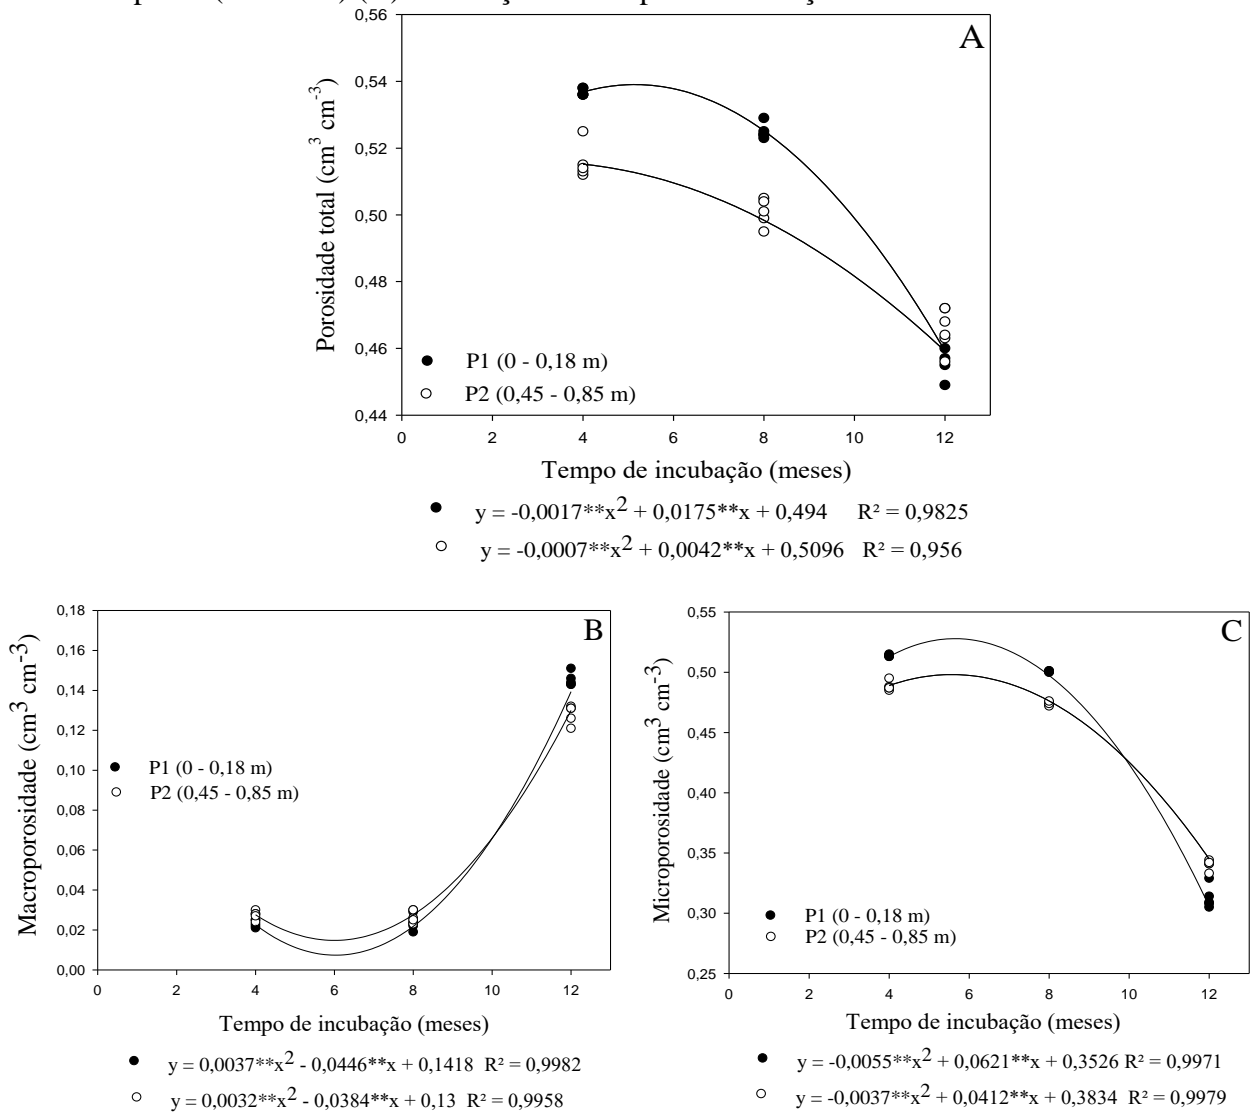 A
0,56
0,54
0,52
0,50
0,48
0,46
0,44
Porosidade total (cm³ cm⁻³)
P1 (0 - 0,18 m)
P2 (0,45 - 0,85 m)
0 2 4 6 8 10 12
Tempo de incubação (meses)
y = -0,0017**x² + 0,0175**x + 0,494 R² = 0,9825
y = -0,0007**x² + 0,0042**x + 0,5096 R² = 0,956
B
0,18
0,16
0,14
0,12
0,10
0,08
0,06
0,04
0,02
0,00
Macroporosidade (cm³ cm⁻³)
P1 (0 - 0,18 m)
P2 (0,45 - 0,85 m)
0 2 4 6 8 10 12
Tempo de incubação (meses)
y = 0,0037**x² - 0,0446**x + 0,1418 R² = 0,9982
y = 0,0032**x² - 0,0384**x + 0,13 R² = 0,9958
C
0,55
0,50
0,45
0,40
0,35
0,30
0,25
Microporosidade (cm³ cm⁻³)
P1 (0 - 0,18 m)
P2 (0,45 - 0,85 m)
0 2 4 6 8 10 12
Tempo de incubação (meses)
y = -0,0055**x² + 0,0621**x + 0,3526 R² = 0,9971
y = -0,0037**x² + 0,0412**x + 0,3834 R² = 0,9979